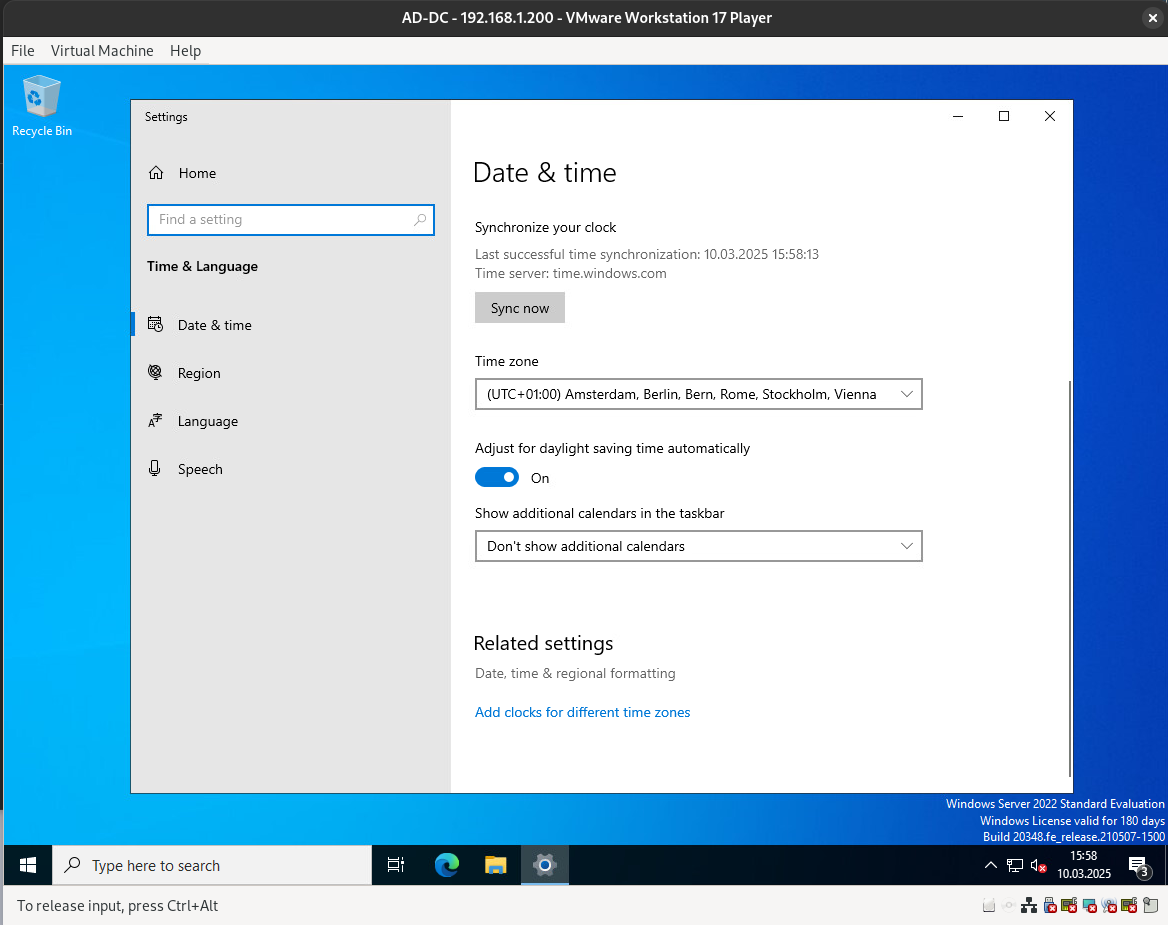 AD-DC - 192.168.1.200 - VMware Workstation 17 Player
File Virtual Machine Help
Recycle Bin
Settings
Home
Find a setting
Time & Language
Date & time
Region
Language
Speech
Date & time
Synchronize your clock
Last successful time synchronization: 10.03.2025 15:58:13
Time server: time.windows.com
Sync now
Time zone
(UTC+01:00) Amsterdam, Berlin, Bern, Rome, Stockholm, Vienna
Adjust for daylight saving time automatically
On
Show additional calendars in the taskbar
Don't show additional calendars
Related settings
Date, time & regional formatting
Add clocks for different time zones
Windows Server 2022 Standard Evaluation
Windows License valid for 180 days
Build 20348.fe_release.210507-1500
Type here to search
15:58
10.03.2025
3
To release input, press Ctrl+Alt